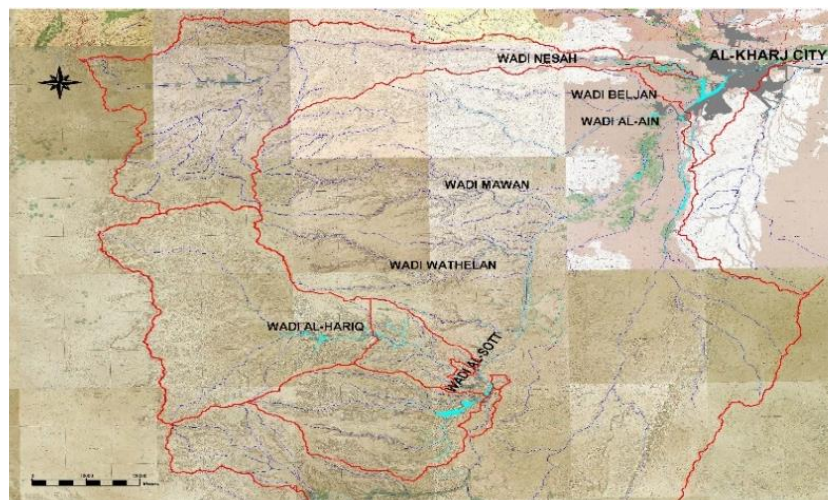 AL-KHARJ CITY
WADI NESAH
WADI BELJAN
WADI AL-AIN
WADI MAWAN
WADI WATHELAN
WADI AL-HARIQ
WADI AL-SOTT
0